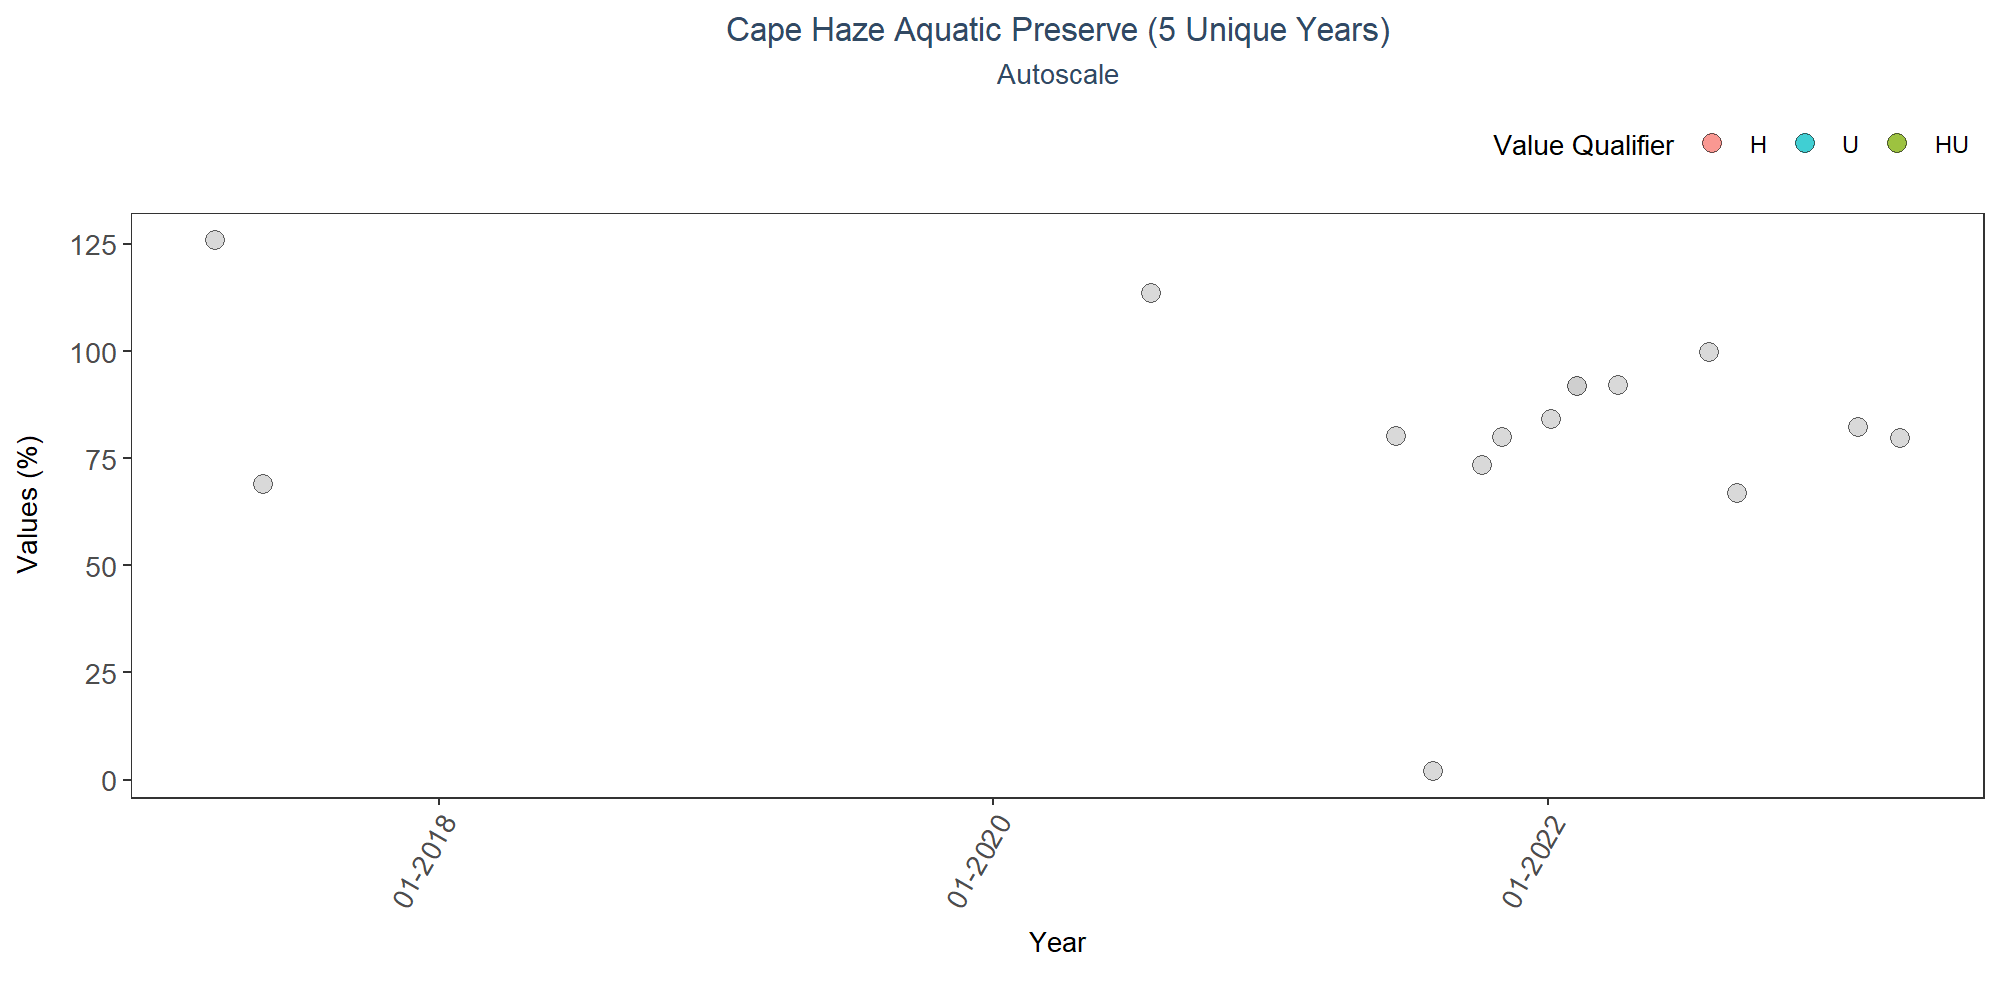 Cape Haze Aquatic Preserve (5 Unique Years)
Autoscale
Value Qualifier H U HU
125
100
75
50
25
0
Values (%)
01-2018 01-2020 01-2022
Year